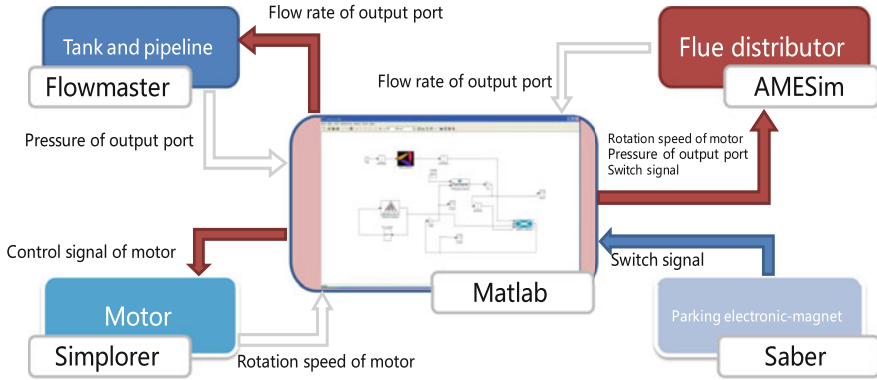 Flow rate of output port
Tank and pipeline
Flowmaster
Flue distributor
AMESim
Flow rate of output port
Pressure of output port
Rotation speed of motor
Pressure of output port
Switch signal
Control signal of motor
Switch signal
Matlab
Motor
Simplorer
Rotation speed of motor
Parking electronic-magnet
Saber